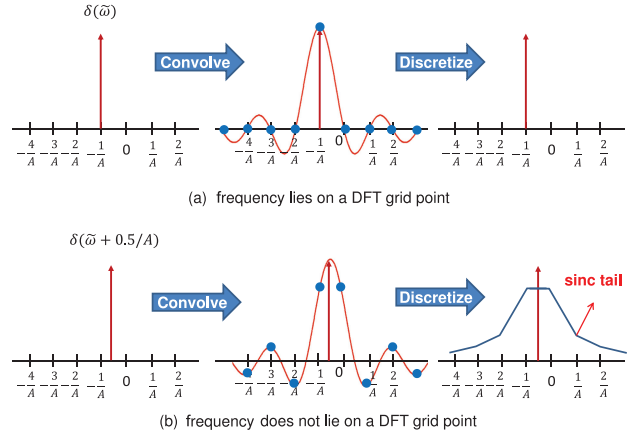 δ(ω̃)
Convolve
Discretize
-4/A -3/A -2/A -1/A 0 1/A 2/A
-4/A -3/A -2/A -1/A 0 1/A 2/A
-4/A -3/A -2/A -1/A 0 1/A 2/A
(a) frequency lies on a DFT grid point
δ(ω̃ + 0.5/A)
Convolve
Discretize
sinc tail
-4/A -3/A -2/A -1/A 0 1/A 2/A
-4/A -3/A -2/A -1/A 0 1/A 2/A
-4/A -3/A -2/A -1/A 0 1/A 2/A
(b) frequency does not lie on a DFT grid point